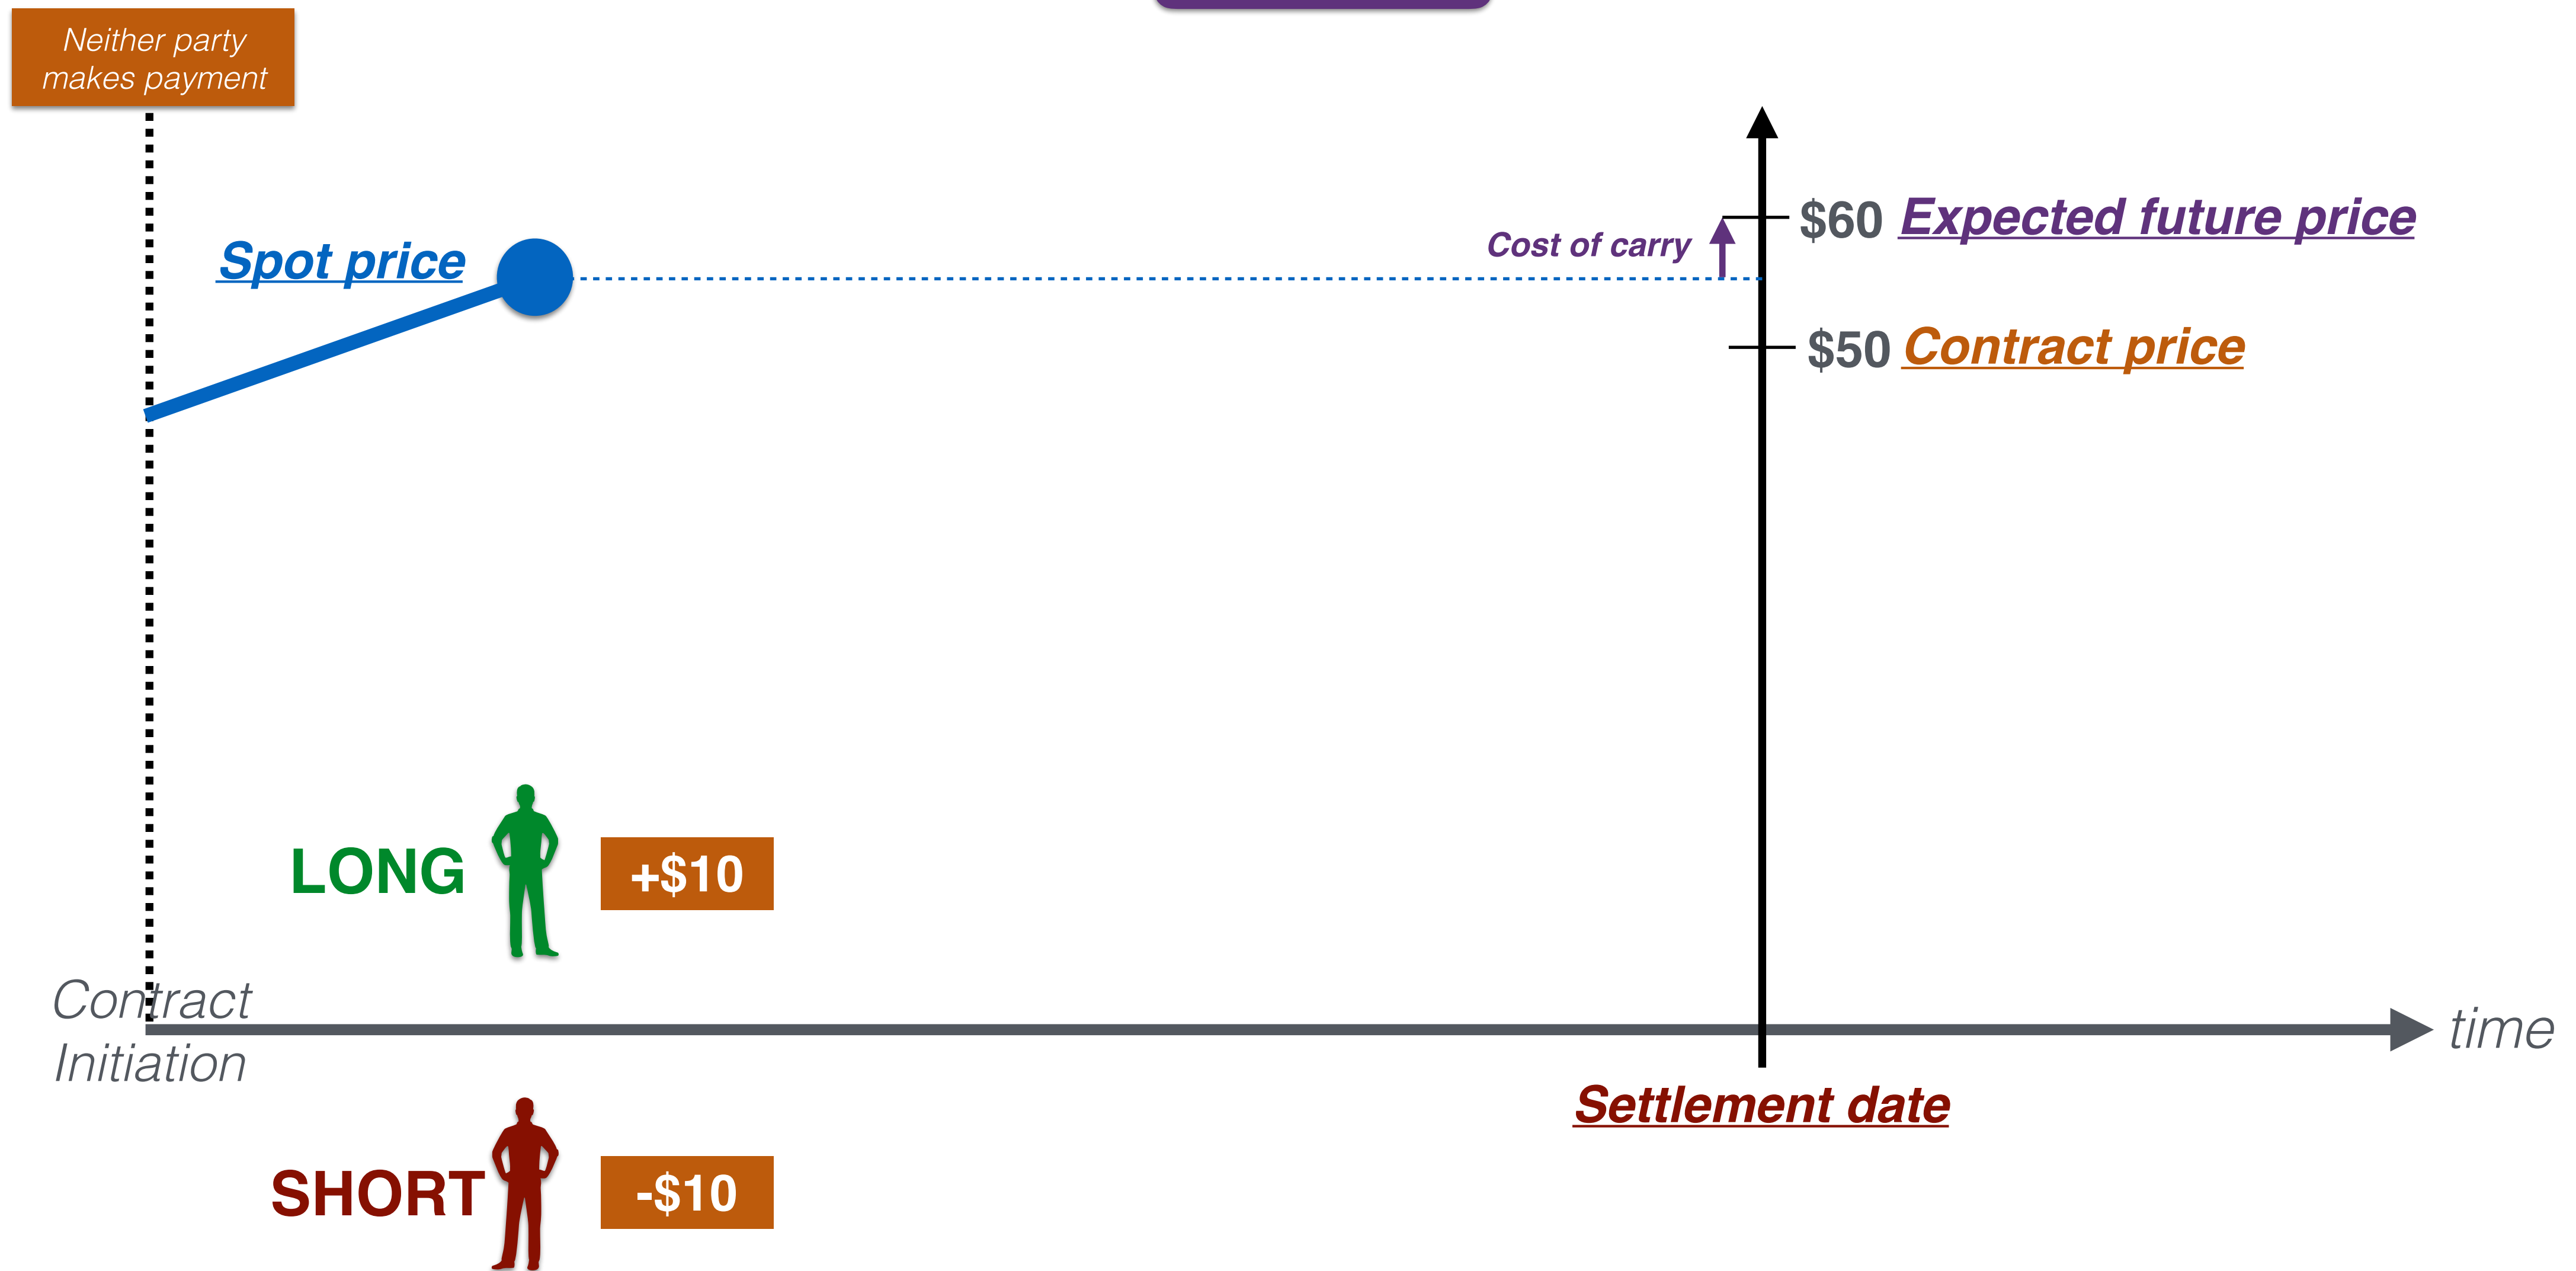 Neither party
makes payment
Spot price
Cost of carry
$60 Expected future price
$50 Contract price
LONG
+$10
Contract
Initiation
time
Settlement date
SHORT
-$10